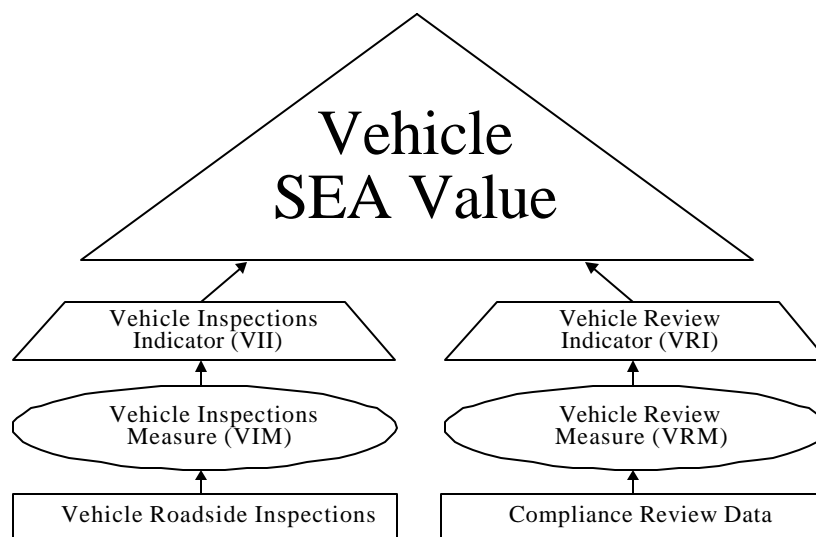 Vehicle
SEA Value
Vehicle Inspections
Indicator (VII)
Vehicle Review
Indicator (VRI)
Vehicle Inspections
Measure (VIM)
Vehicle Review
Measure (VRM)
Vehicle Roadside Inspections
Compliance Review Data